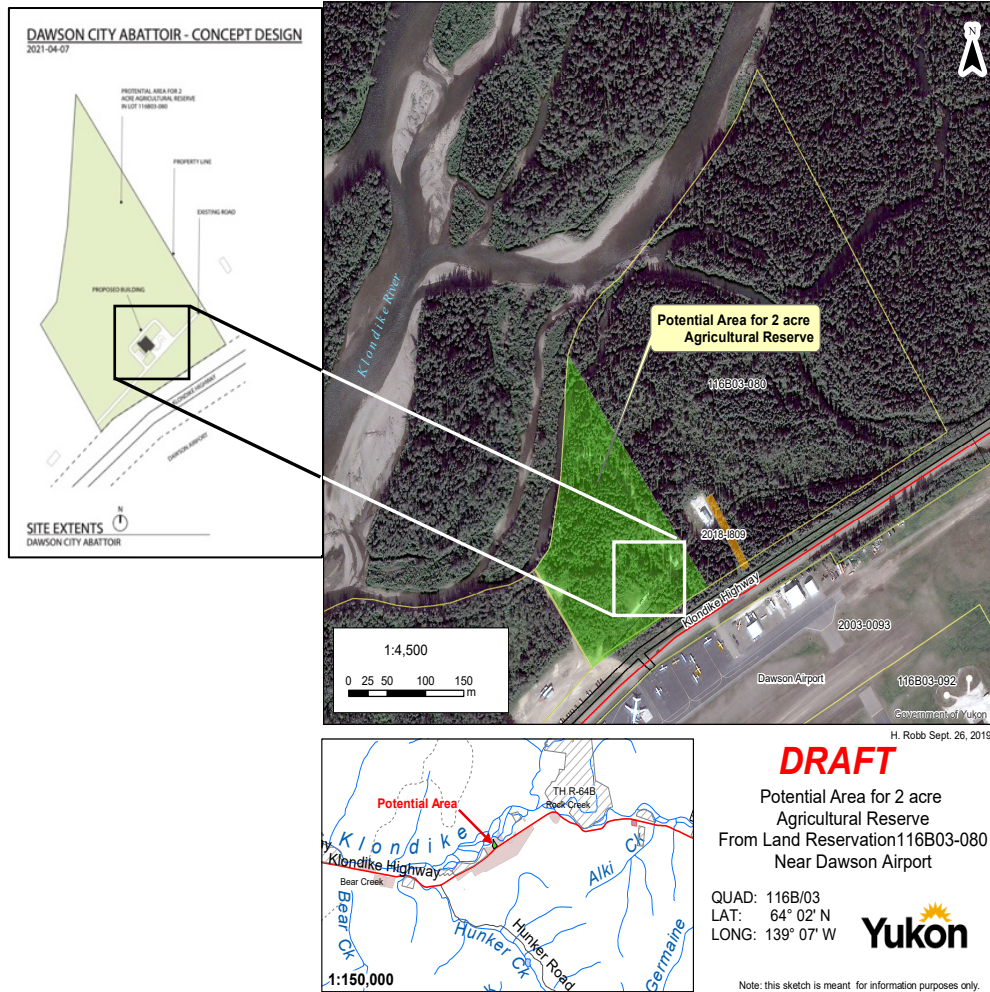 DAWSON CITY ABATTOIR - CONCEPT DESIGN
2021-04-07
PROTENTIAL AREA FOR 2
ACRE AGRICULTURAL RESERVE
IN LOT 116B03-080
PROPERTY LINE
EXISTING ROAD
PROPOSED BUILDING
KLONDIKE HIGHWAY
DAWSON AIRPORT
N
SITE EXTENTS
DAWSON CITY ABATTOIR
N
Klondike River
Potential Area for 2 acre
Agricultural Reserve
116B03-080
2018-I809
Klondike Highway
2003-0093
Dawson Airport
116B03-092
Government of Yukon
1:4,500
0 25 50 100 150
m
H. Robb Sept. 26, 2019
TH R-64B
Rock Creek
Potential Area
Klondike
Klondike Highway
Bear Creek
Alki Ck
Bear Ck
Hunker Ck
Hunker Road
Germaine
1:150,000
DRAFT
Potential Area for 2 acre
Agricultural Reserve
From Land Reservation116B03-080
Near Dawson Airport
QUAD: 116B/03
LAT: 64° 02' N
LONG: 139° 07' W
Yukon
Note: this sketch is meant for information purposes only.